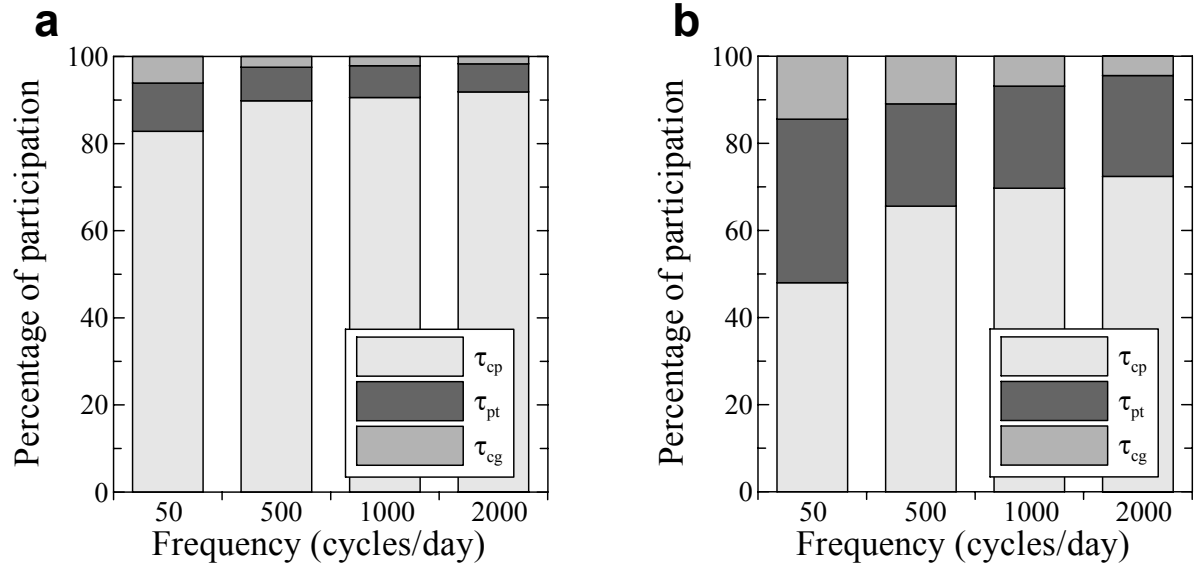 a
100
80
60
40
20
0
Percentage of participation
τcp
τpt
τcg
50 500 1000 2000
Frequency (cycles/day)
b
100
80
60
40
20
0
Percentage of participation
τcp
τpt
τcg
50 500 1000 2000
Frequency (cycles/day)